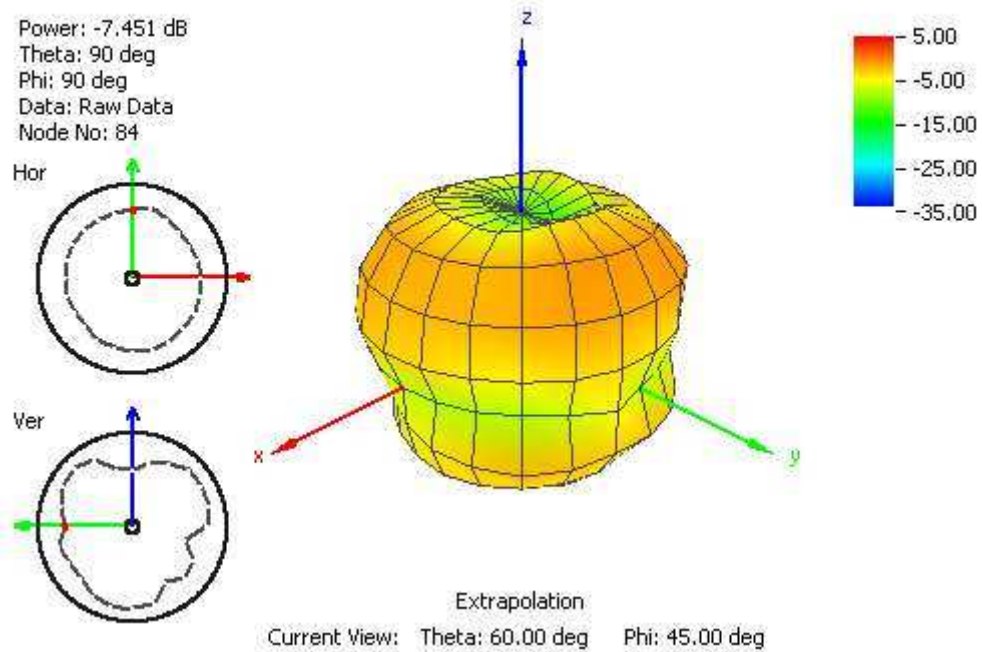 Power: -7.451 dB
Theta: 90 deg
Phi: 90 deg
Data: Raw Data
Node No: 84
Hor
Ver
z
x
y
5.00
-5.00
-15.00
-25.00
-35.00
Extrapolation
Current View: Theta: 60.00 deg Phi: 45.00 deg